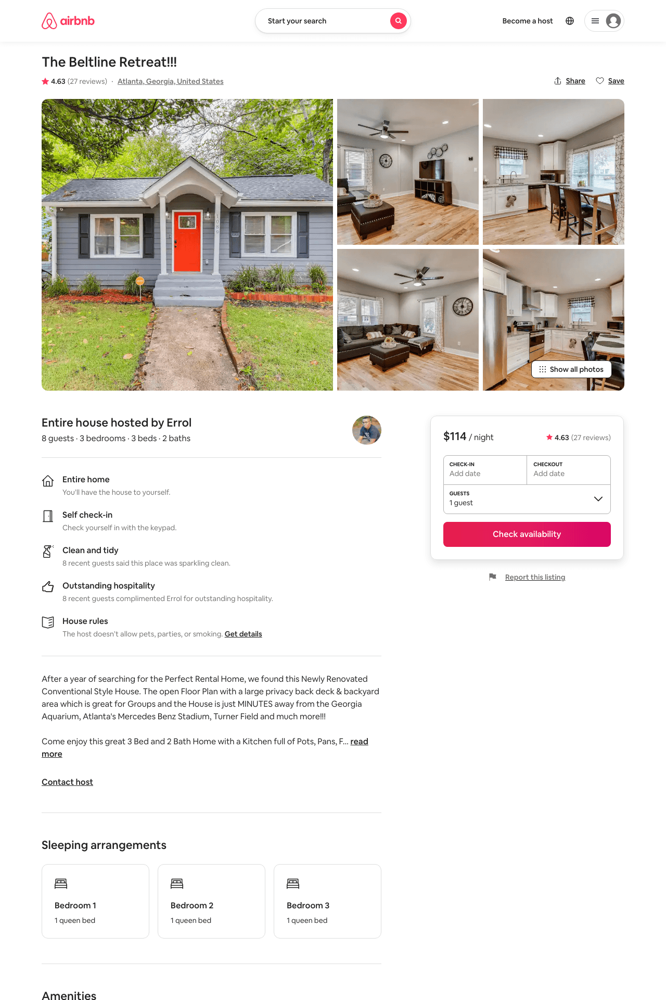 airbnb
Start your search
Become a host
The Beltline Retreat!!!
4.63 (27 reviews) · Atlanta, Georgia, United States
Share
Save
1089
Show all photos
Entire house hosted by Errol
8 guests · 3 bedrooms · 3 beds · 2 baths
$114 / night
4.63 (27 reviews)
CHECK-IN
Add date
CHECKOUT
Add date
GUESTS
1 guest
Check availability
Report this listing
Entire home
You’ll have the house to yourself.
Self check-in
Check yourself in with the keypad.
Clean and tidy
8 recent guests said this place was sparkling clean.
Outstanding hospitality
8 recent guests complimented Errol for outstanding hospitality.
House rules
The host doesn’t allow pets, parties, or smoking. Get details
After a year of searching for the Perfect Rental Home, we found this Newly Renovated
Conventional Style House. The open Floor Plan with a large privacy back deck & backyard
area which is great for Groups and the House is just MINUTES away from the Georgia
Aquarium, Atlanta's Mercedes Benz Stadium, Turner Field and much more!!!
Come enjoy this great 3 Bed and 2 Bath Home with a Kitchen full of Pots, Pans, F... read
more
Contact host
Sleeping arrangements
Bedroom 1
1 queen bed
Bedroom 2
1 queen bed
Bedroom 3
1 queen bed
Amenities